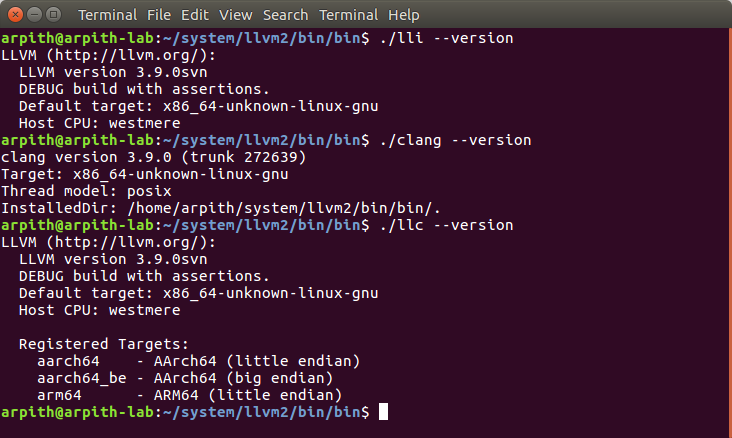 Terminal File Edit View Search Terminal Help
arpith@arpith-lab:~/system/llvm2/bin/bin$ ./lli --version
LLVM (http://llvm.org/):
  LLVM version 3.9.0svn
  DEBUG build with assertions.
  Default target: x86_64-unknown-linux-gnu
  Host CPU: westmere
arpith@arpith-lab:~/system/llvm2/bin/bin$ ./clang --version
clang version 3.9.0 (trunk 272639)
Target: x86_64-unknown-linux-gnu
Thread model: posix
InstalledDir: /home/arpith/system/llvm2/bin/bin/.
arpith@arpith-lab:~/system/llvm2/bin/bin$ ./llc --version
LLVM (http://llvm.org/):
  LLVM version 3.9.0svn
  DEBUG build with assertions.
  Default target: x86_64-unknown-linux-gnu
  Host CPU: westmere

  Registered Targets:
    aarch64    - AArch64 (little endian)
    aarch64_be - AArch64 (big endian)
    arm64      - ARM64 (little endian)
arpith@arpith-lab:~/system/llvm2/bin/bin$